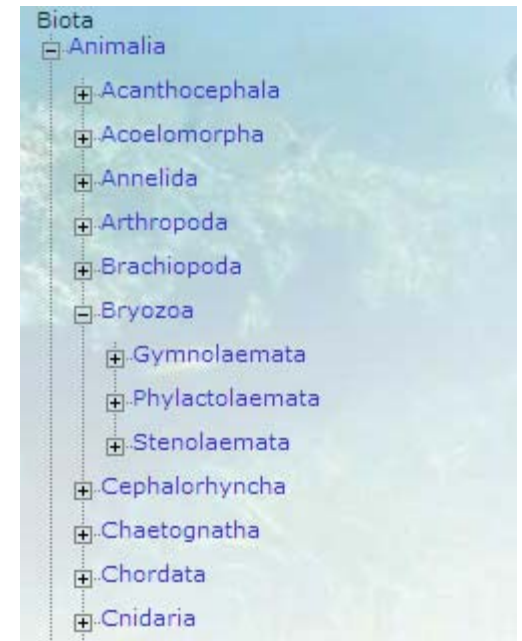 Biota
Animalia
Acanthocephala
Acoelomorpha
Annelida
Arthropoda
Brachiopoda
Bryozoa
Gymnolaemata
Phylactolaemata
Stenolaemata
Cephalorhyncha
Chaetognatha
Chordata
Cnidaria